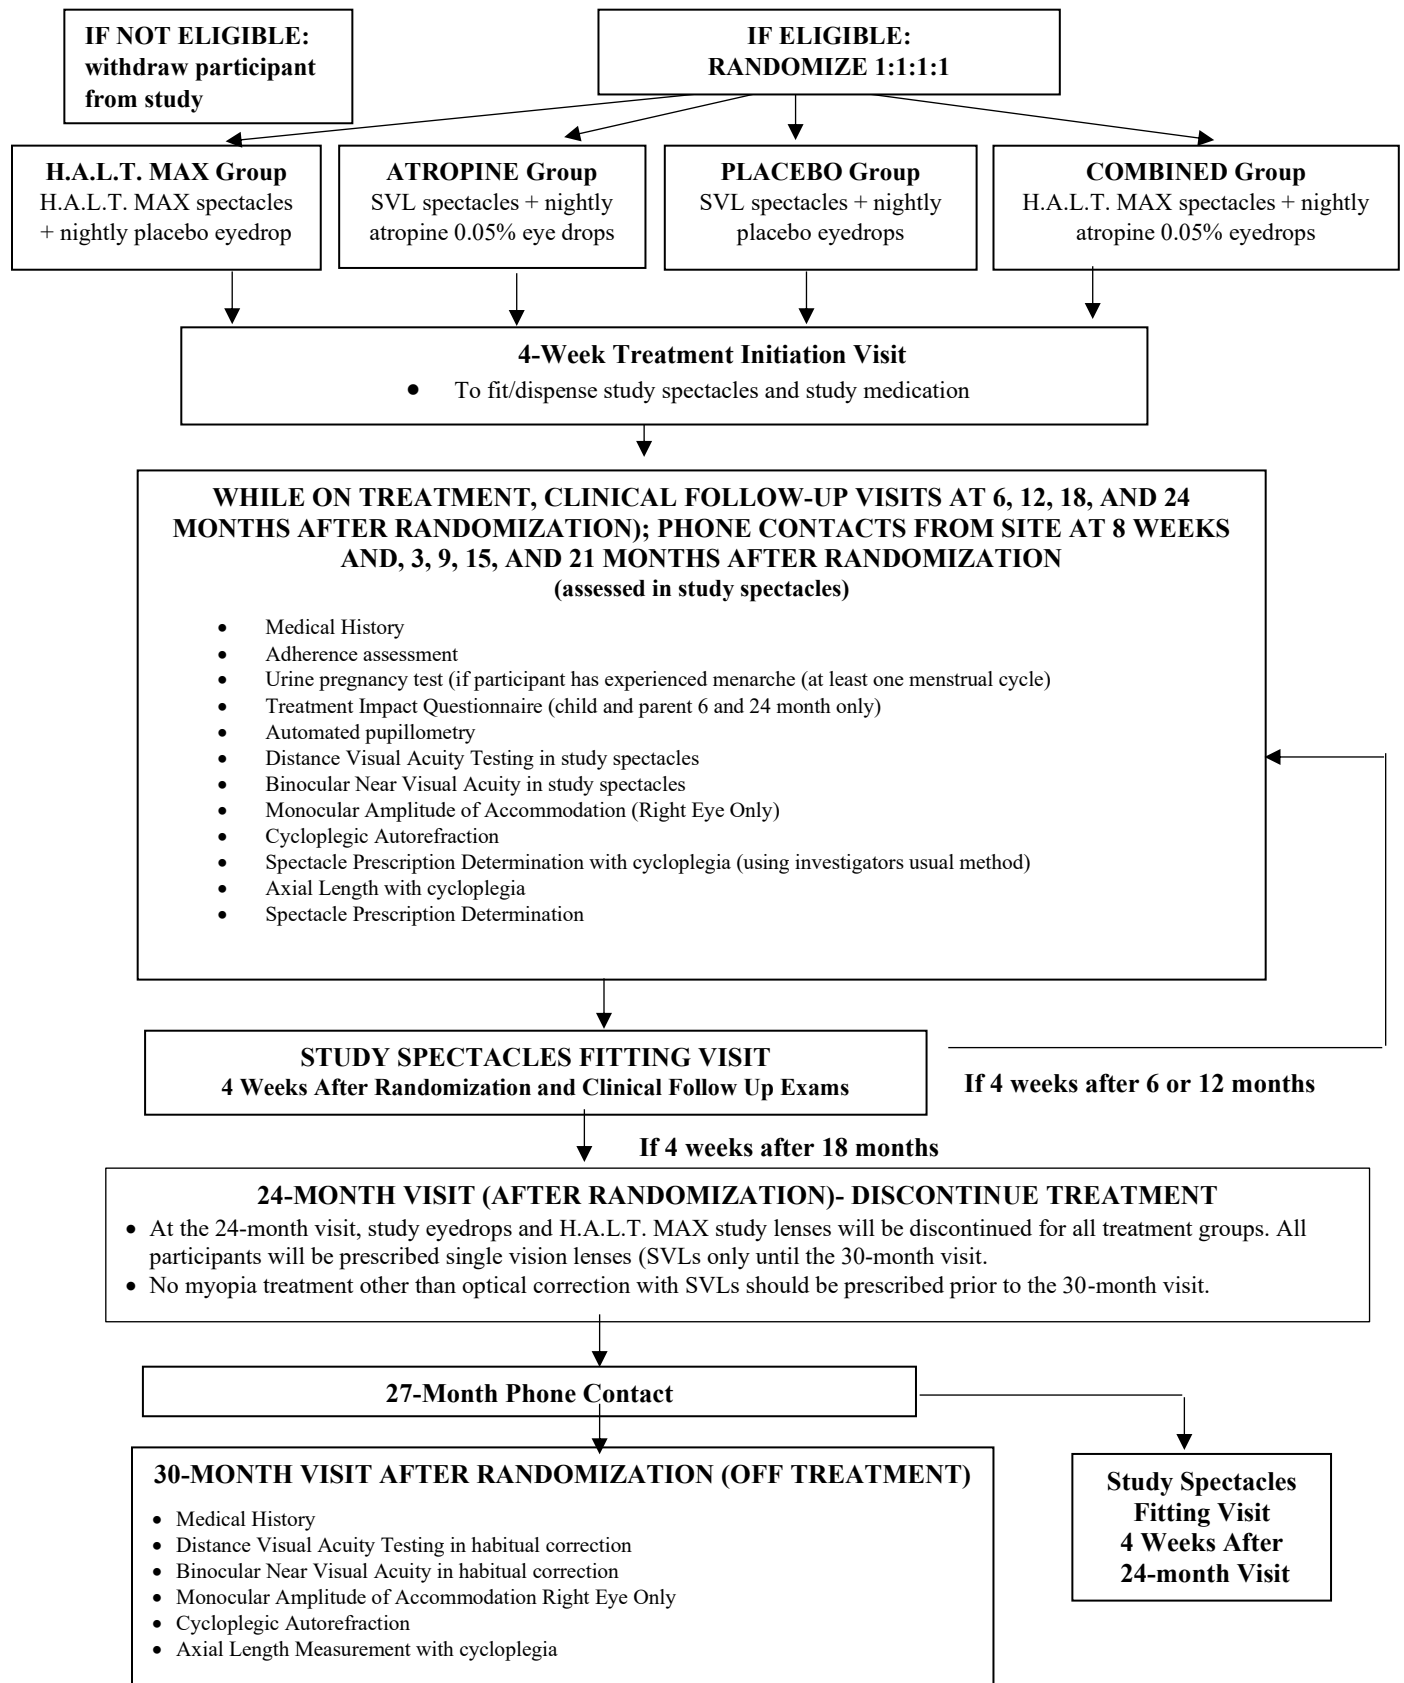 IF NOT ELIGIBLE:
withdraw participant
from study
IF ELIGIBLE:
RANDOMIZE 1:1:1:1
H.A.L.T. MAX Group
H.A.L.T. MAX spectacles
+ nightly placebo eyedrop
ATROPINE Group
SVL spectacles + nightly
atropine 0.05% eye drops
PLACEBO Group
SVL spectacles + nightly
placebo eyedrops
COMBINED Group
H.A.L.T. MAX spectacles + nightly
atropine 0.05% eyedrops
4-Week Treatment Initiation Visit
● To fit/dispense study spectacles and study medication
WHILE ON TREATMENT, CLINICAL FOLLOW-UP VISITS AT 6, 12, 18, AND 24
MONTHS AFTER RANDOMIZATION); PHONE CONTACTS FROM SITE AT 8 WEEKS
AND, 3, 9, 15, AND 21 MONTHS AFTER RANDOMIZATION
(assessed in study spectacles)
● Medical History
● Adherence assessment
● Urine pregnancy test (if participant has experienced menarche (at least one menstrual cycle)
● Treatment Impact Questionnaire (child and parent 6 and 24 month only)
● Automated pupillometry
● Distance Visual Acuity Testing in study spectacles
● Binocular Near Visual Acuity in study spectacles
● Monocular Amplitude of Accommodation (Right Eye Only)
● Cycloplegic Autorefraction
● Spectacle Prescription Determination with cycloplegia (using investigators usual method)
● Axial Length with cycloplegia
● Spectacle Prescription Determination
STUDY SPECTACLES FITTING VISIT
4 Weeks After Randomization and Clinical Follow Up Exams
If 4 weeks after 6 or 12 months
If 4 weeks after 18 months
24-MONTH VISIT (AFTER RANDOMIZATION)- DISCONTINUE TREATMENT
● At the 24-month visit, study eyedrops and H.A.L.T. MAX study lenses will be discontinued for all treatment groups. All
participants will be prescribed single vision lenses (SVLs only until the 30-month visit.
● No myopia treatment other than optical correction with SVLs should be prescribed prior to the 30-month visit.
27-Month Phone Contact
30-MONTH VISIT AFTER RANDOMIZATION (OFF TREATMENT)
● Medical History
● Distance Visual Acuity Testing in habitual correction
● Binocular Near Visual Acuity in habitual correction
● Monocular Amplitude of Accommodation Right Eye Only
● Cycloplegic Autorefraction
● Axial Length Measurement with cycloplegia
Study Spectacles
Fitting Visit
4 Weeks After
24-month Visit